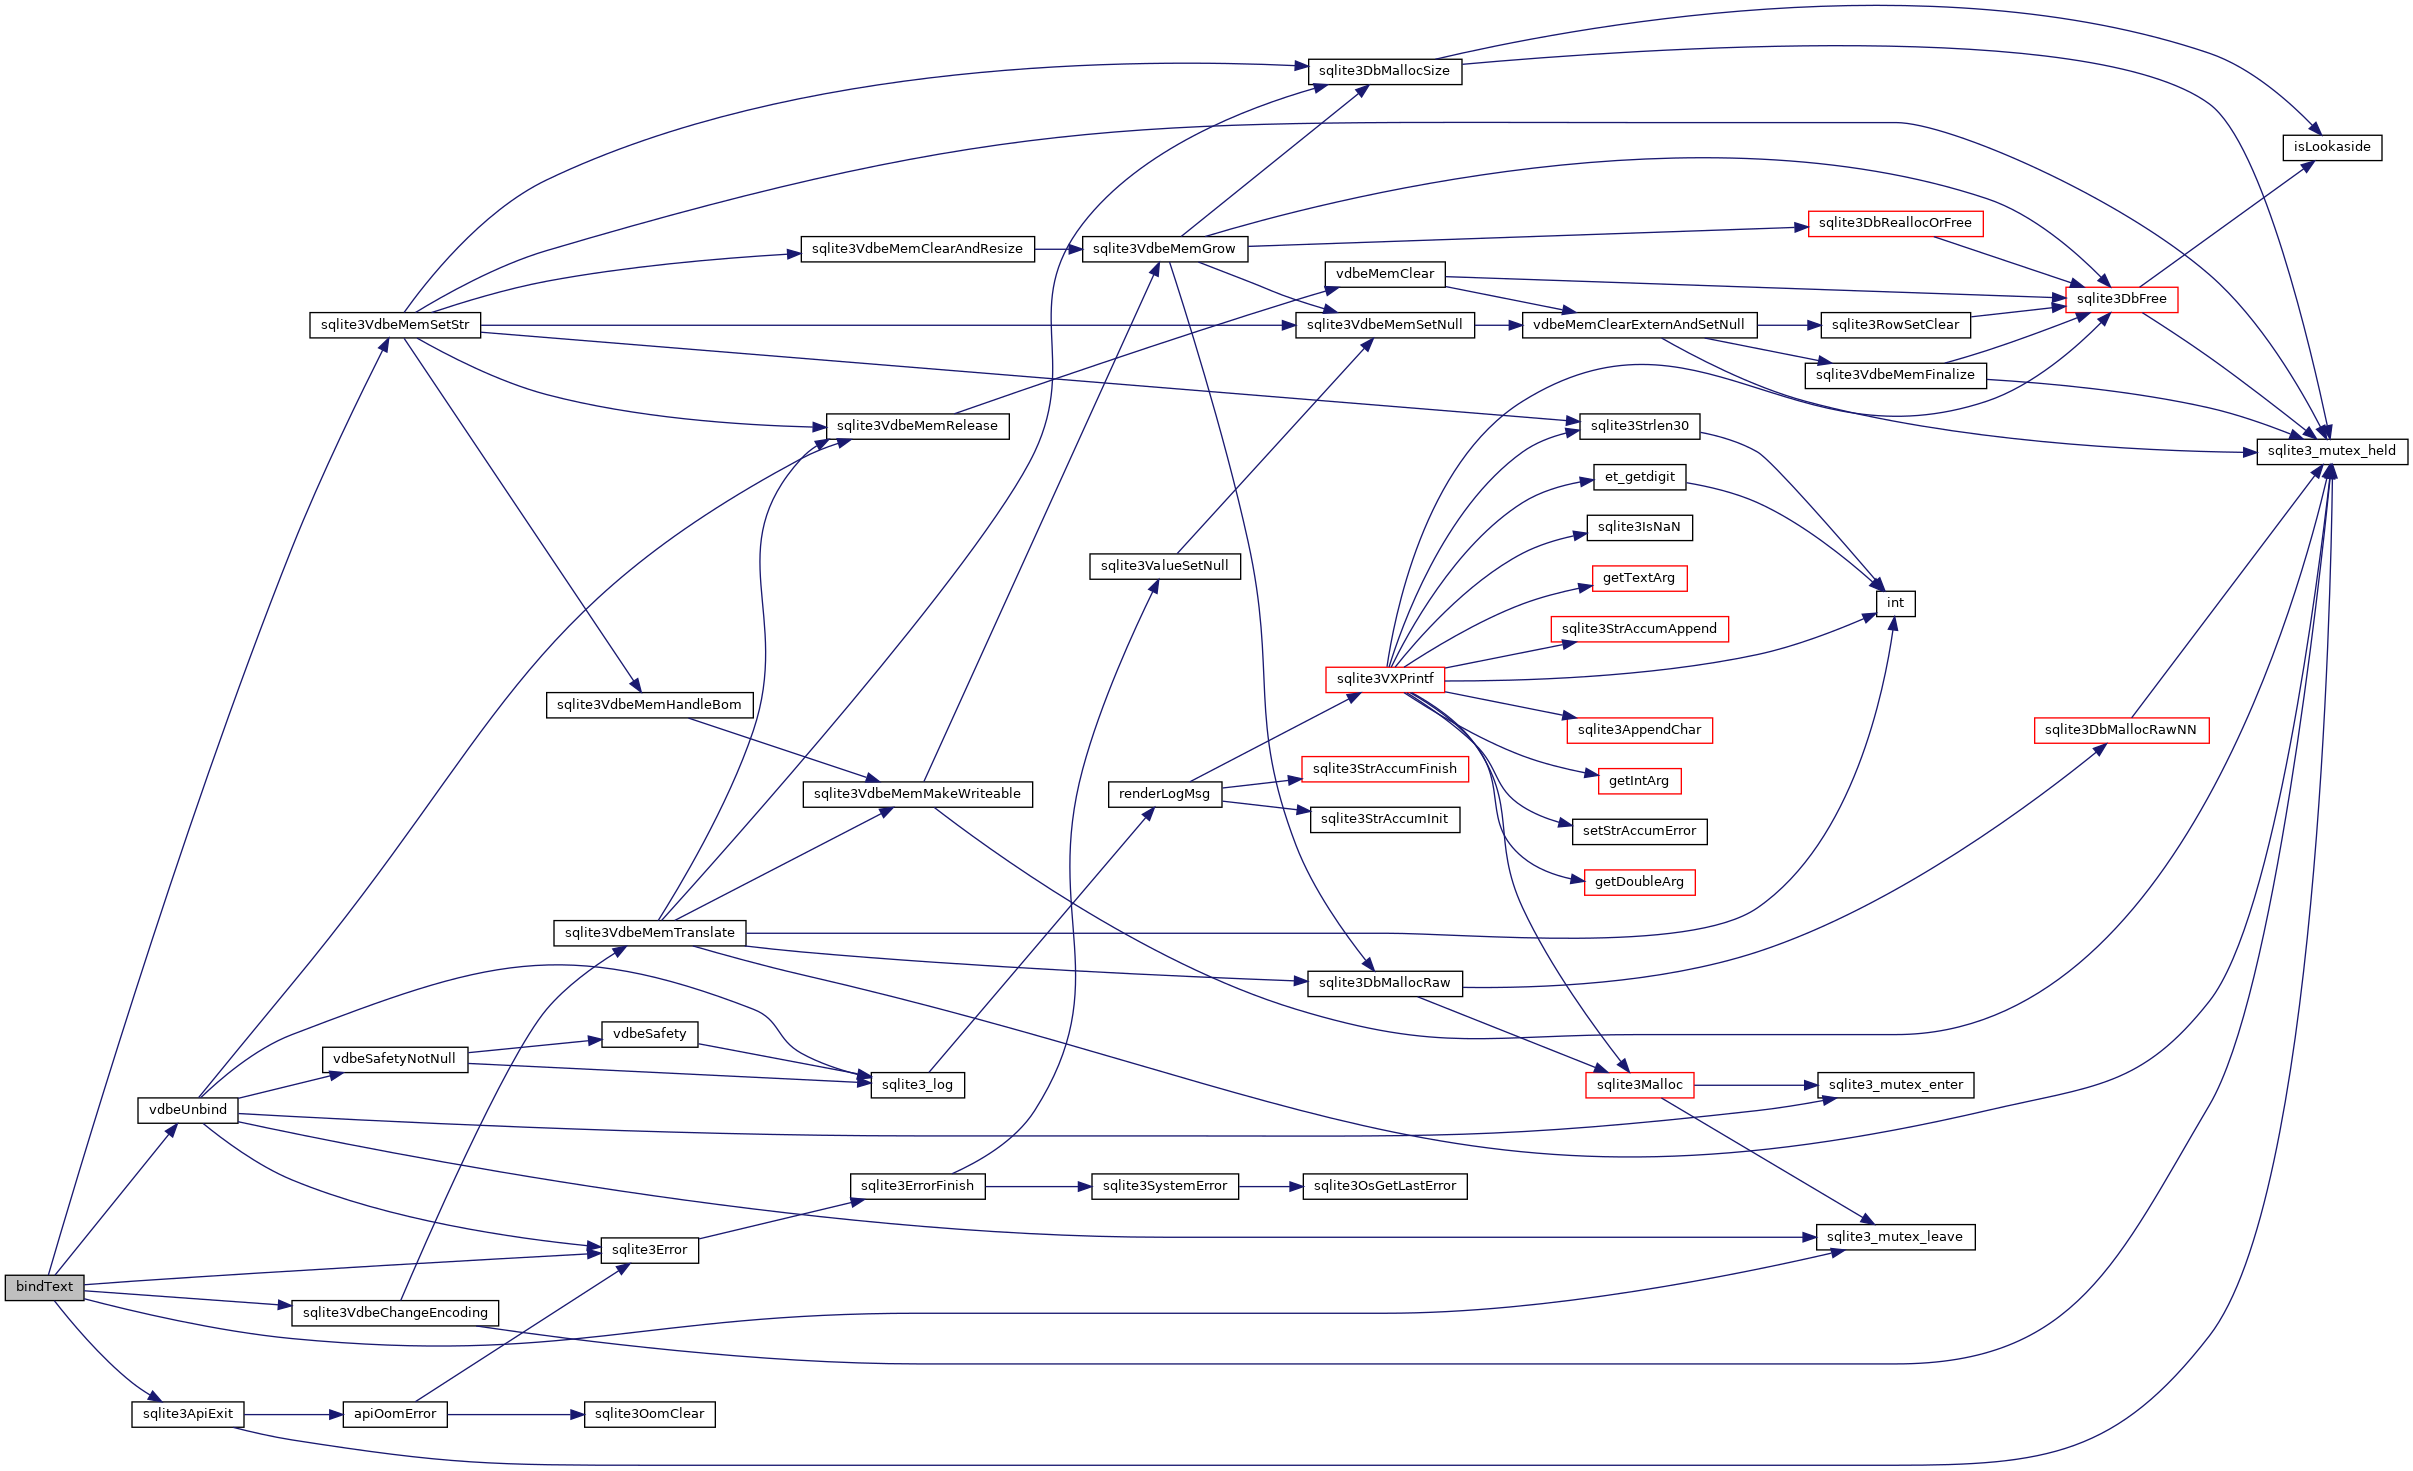 sqlite3DbMallocSize
isLookaside
sqlite3DbReallocOrFree
sqlite3VdbeMemClearAndResize
sqlite3VdbeMemGrow
vdbeMemClear
sqlite3DbFree
sqlite3VdbeMemSetStr
sqlite3VdbeMemSetNull
vdbeMemClearExternAndSetNull
sqlite3RowSetClear
sqlite3VdbeMemFinalize
sqlite3VdbeMemRelease
sqlite3Strlen30
sqlite3_mutex_held
et_getdigit
sqlite3IsNaN
sqlite3ValueSetNull
getTextArg
int
sqlite3StrAccumAppend
sqlite3VXPrintf
sqlite3VdbeMemHandleBom
sqlite3AppendChar
sqlite3DbMallocRawNN
sqlite3StrAccumFinish
getIntArg
sqlite3VdbeMemMakeWriteable
renderLogMsg
sqlite3StrAccumInit
setStrAccumError
getDoubleArg
sqlite3VdbeMemTranslate
sqlite3DbMallocRaw
vdbeSafety
vdbeSafetyNotNull
sqlite3_log
sqlite3Malloc
sqlite3_mutex_enter
vdbeUnbind
sqlite3ErrorFinish
sqlite3SystemError
sqlite3OsGetLastError
sqlite3_mutex_leave
sqlite3Error
bindText
sqlite3VdbeChangeEncoding
sqlite3ApiExit
apiOomError
sqlite3OomClear